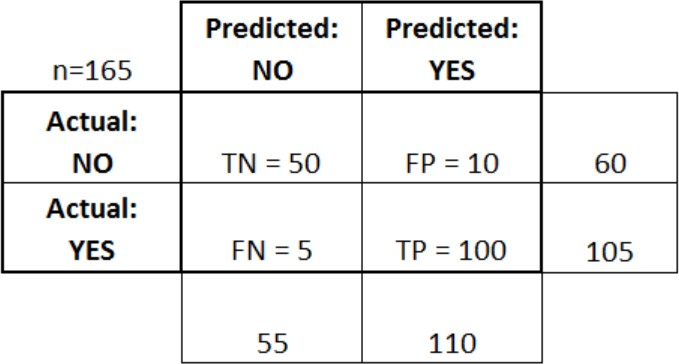 Predicted: Predicted:
n=165 NO YES
Actual:
NO TN = 50 FP = 10 60
Actual:
YES FN = 5 TP = 100 105
55 110